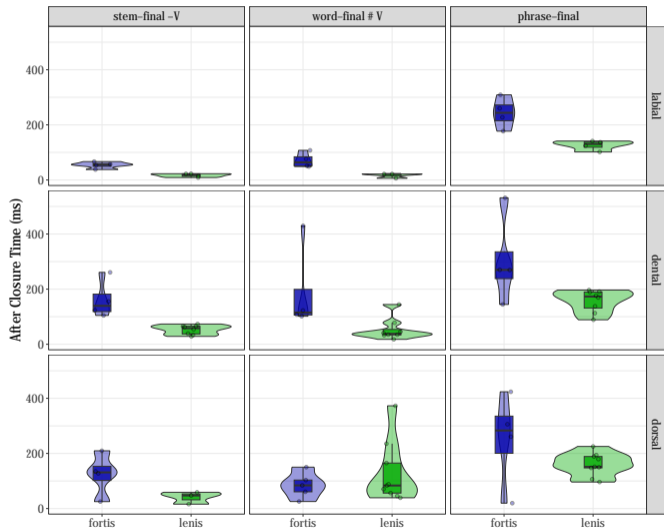 stem-final -V
word-final # V
phrase-final
400
200
0
labial
After Closure Time (ms)
400
200
0
dental
400
200
0
dorsal
fortis
lenis
fortis
lenis
fortis
lenis